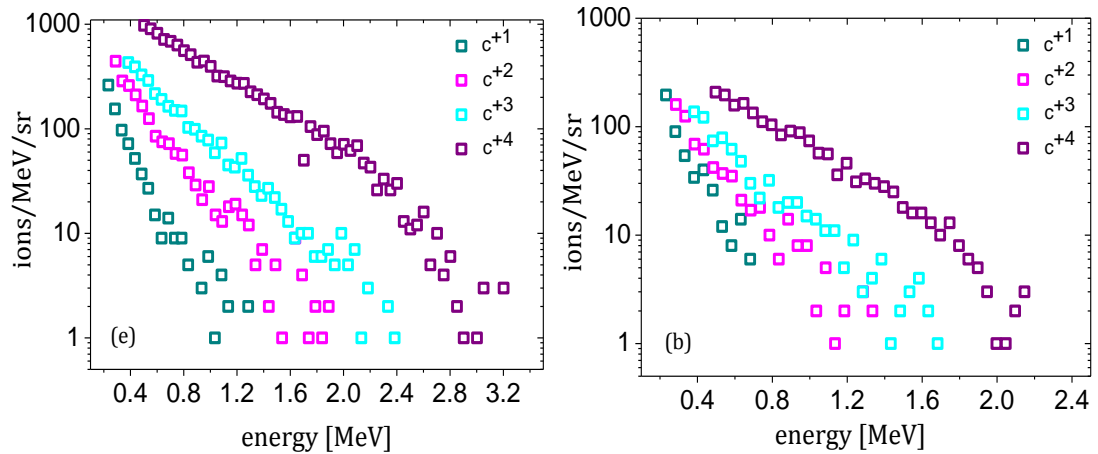 1000
100
10
1
ions/MeV/sr
c+1
c+2
c+3
c+4
(e)
0.4 0.8 1.2 1.6 2.0 2.4 2.8 3.2
energy [MeV]
1000
100
10
1
ions/MeV/sr
c+1
c+2
c+3
c+4
(b)
0.4 0.8 1.2 1.6 2.0 2.4
energy [MeV]